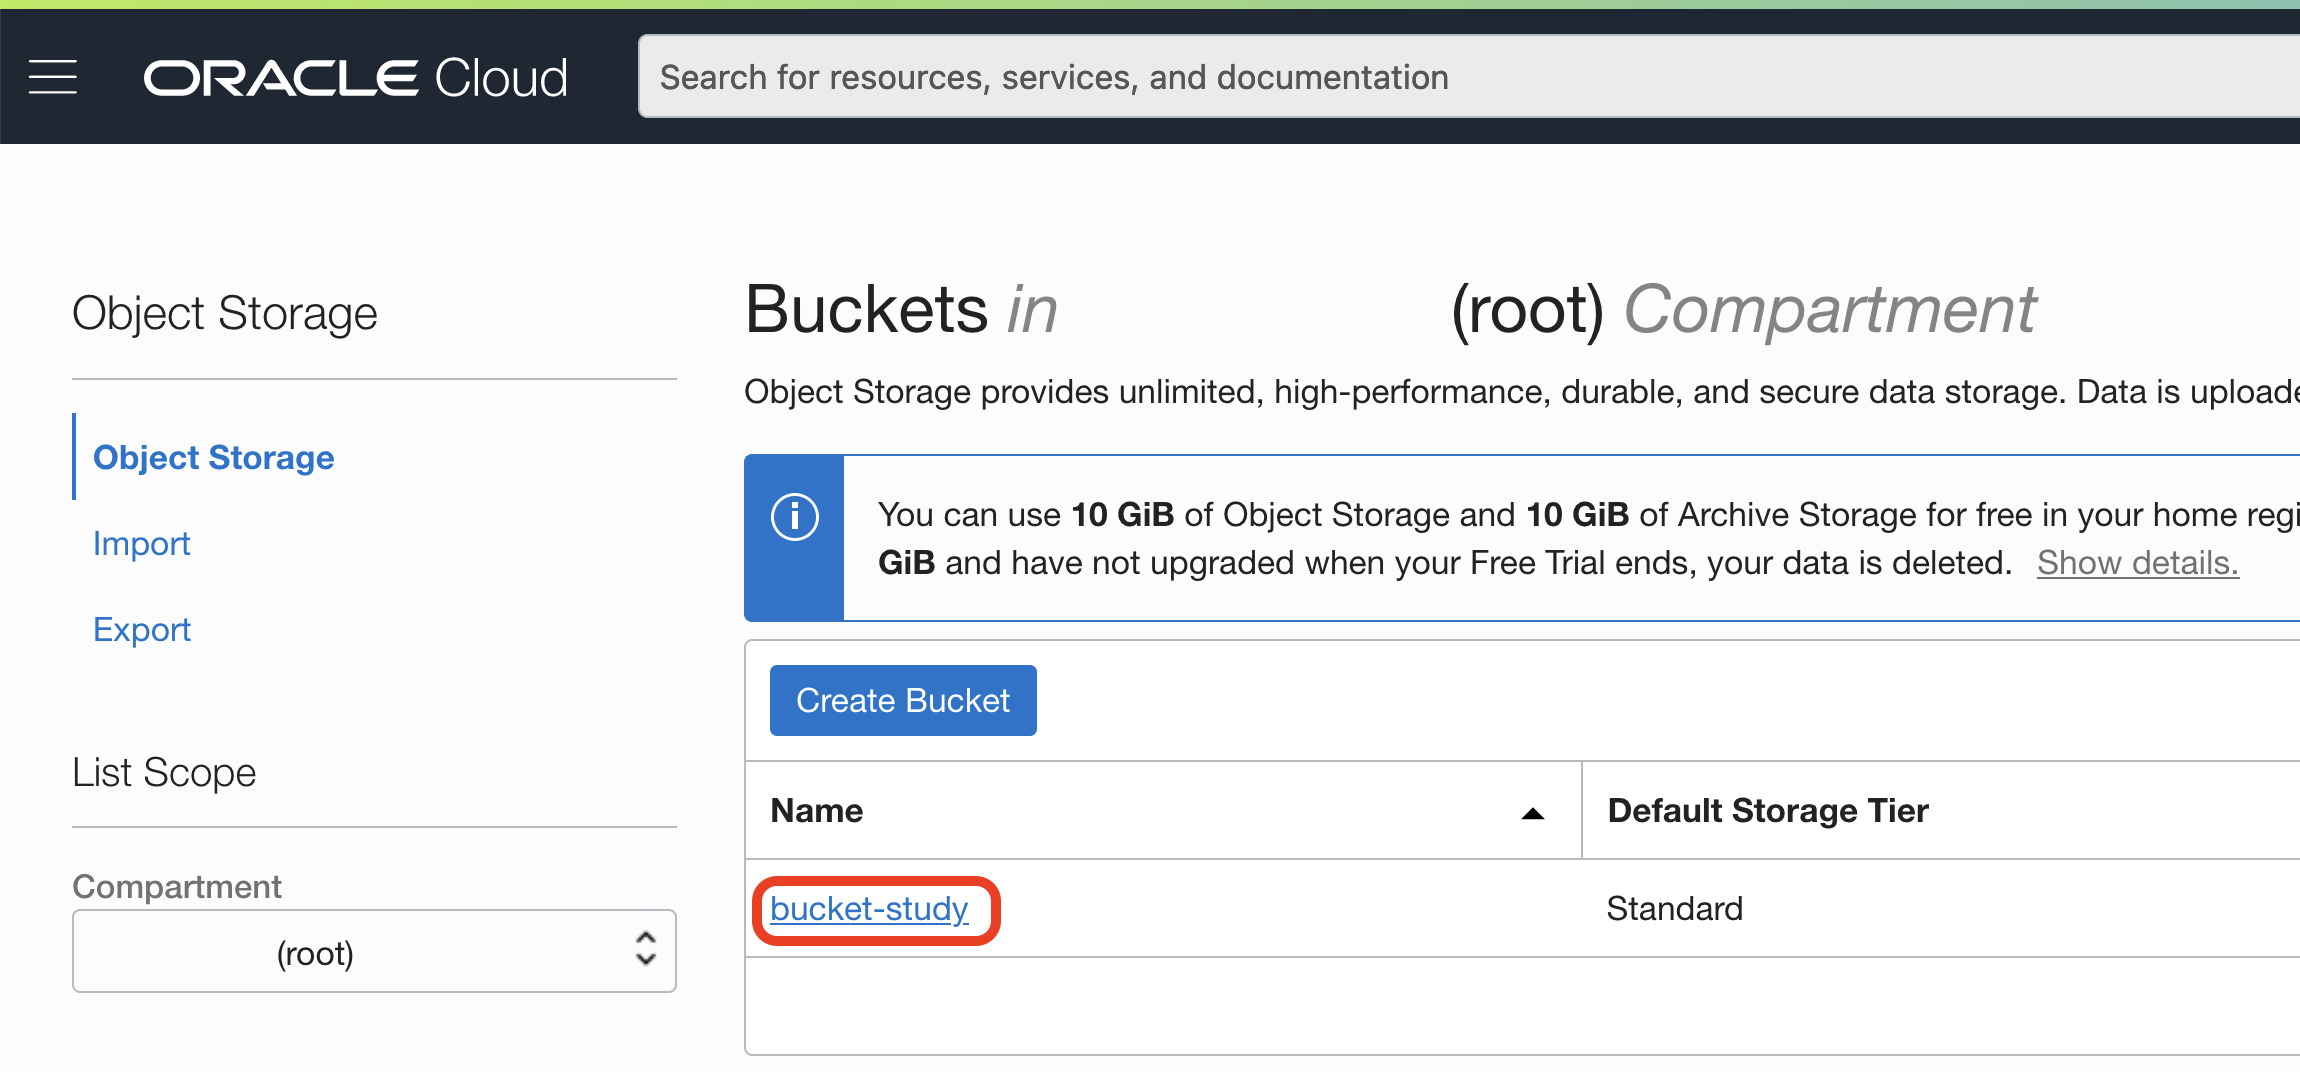 ORACLE Cloud
Search for resources, services, and documentation
Object Storage
Object Storage
Import
Export
List Scope
Compartment
(root)
Buckets in (root) Compartment
Object Storage provides unlimited, high-performance, durable, and secure data storage. Data is uploade
You can use 10 GiB of Object Storage and 10 GiB of Archive Storage for free in your home regi
GiB and have not upgraded when your Free Trial ends, your data is deleted. Show details.
Create Bucket
Name Default Storage Tier
bucket-study Standard